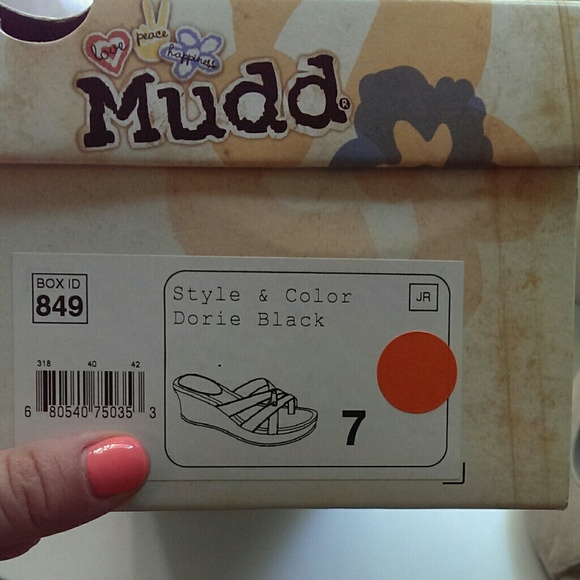 love
peace
happiness
Mudd®
BOX ID
849
Style & Color
Dorie Black
JR
318 40 42
6 80540 75035 3
7